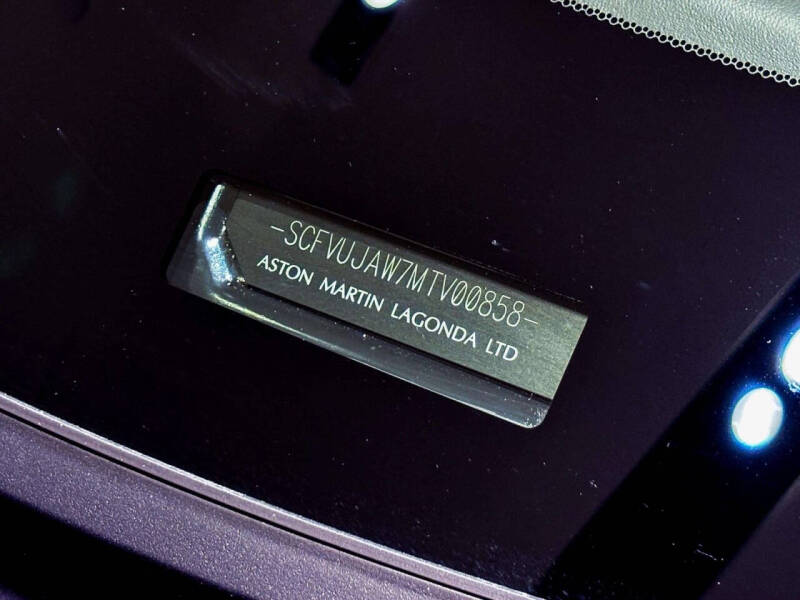 -SCFVUJAW7MTV00858-
ASTON MARTIN LAGONDA LTD